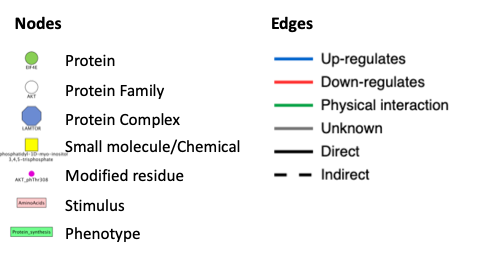 Nodes
EIF4E
Protein
AKT
Protein Family
LAMTOR
Protein Complex
Small molecule/Chemical
phosphatidyl-1D-myo-inositol
3,4,5-trisphosphate
AKT_phThr308
Modified residue
AminoAcids
Stimulus
Protein_synthesis
Phenotype
Edges
Up-regulates
Down-regulates
Physical interaction
Unknown
Direct
Indirect